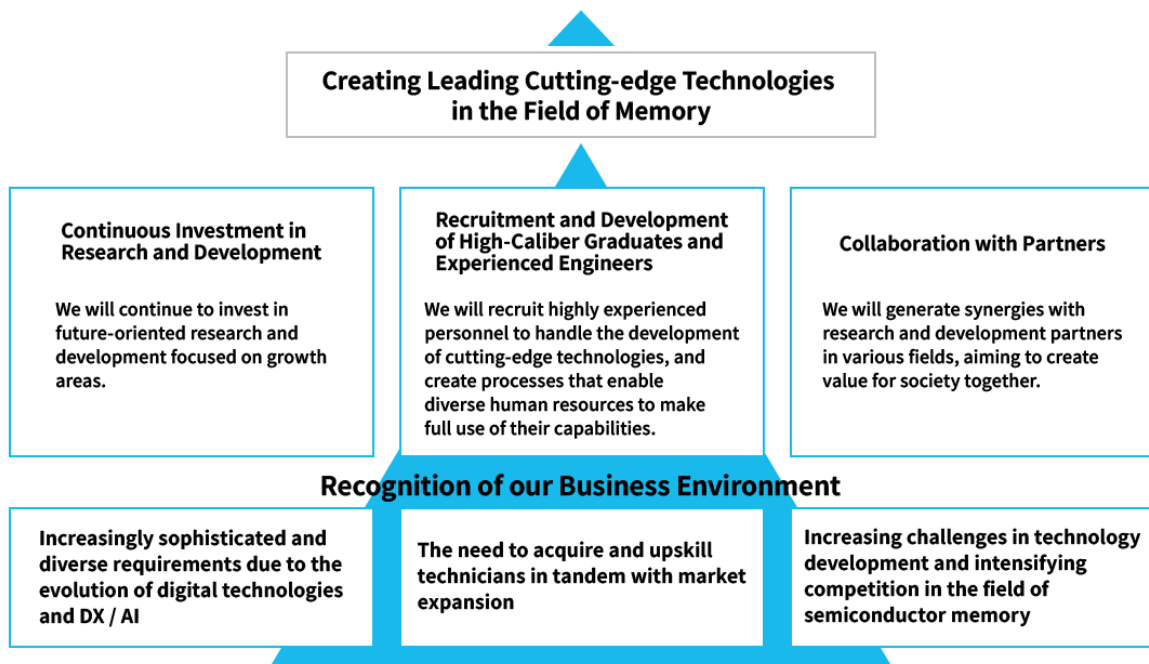 Creating Leading Cutting-edge Technologies
in the Field of Memory
Continuous Investment in
Research and Development
We will continue to invest in
future-oriented research and
development focused on growth
areas.
Recruitment and Development
of High-Caliber Graduates and
Experienced Engineers
We will recruit highly experienced
personnel to handle the development
of cutting-edge technologies, and
create processes that enable
diverse human resources to make
full use of their capabilities.
Collaboration with Partners
We will generate synergies with
research and development partners
in various fields, aiming to create
value for society together.
Recognition of our Business Environment
Increasingly sophisticated and
diverse requirements due to the
evolution of digital technologies
and DX / AI
The need to acquire and upskill
technicians in tandem with market
expansion
Increasing challenges in technology
development and intensifying
competition in the field of
semiconductor memory